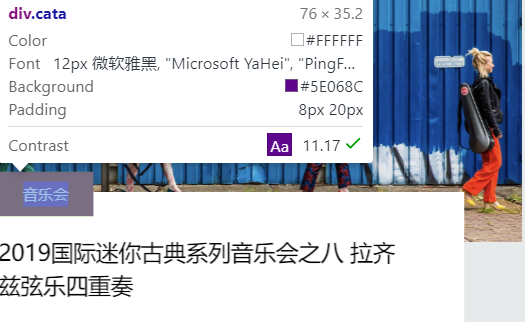 div.cata 76 × 35.2
Color #FFFFFF
Font 12px 微软雅黑, "Microsoft YaHei", "PingF...
Background #5E068C
Padding 8px 20px
Contrast Aa 11.17
音乐会
2019国际迷你古典系列音乐会之八 拉齐
兹弦乐四重奏